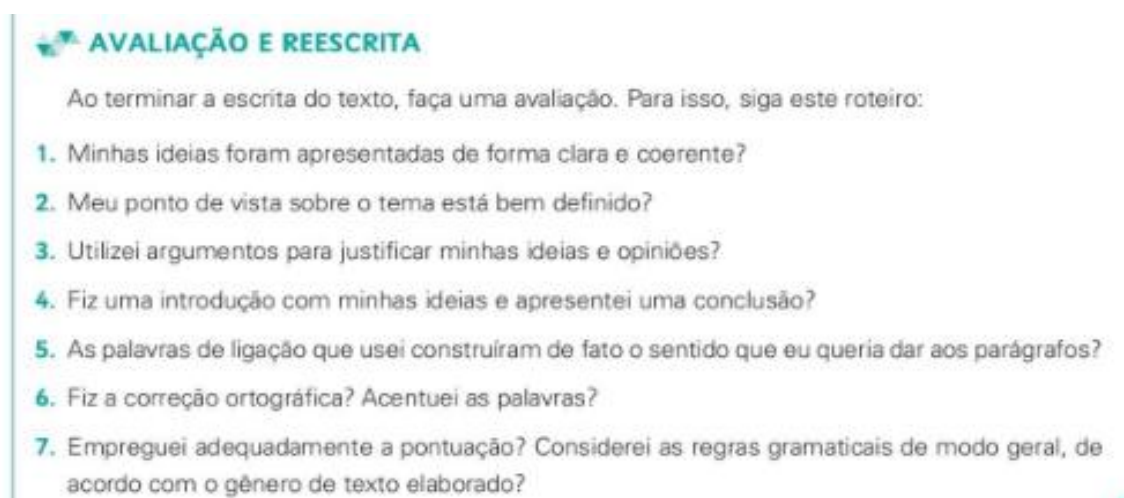 AVALIAÇÃO E REESCRITA
Ao terminar a escrita do texto, faça uma avaliação. Para isso, siga este roteiro:
1. Minhas ideias foram apresentadas de forma clara e coerente?
2. Meu ponto de vista sobre o tema está bem definido?
3. Utilizei argumentos para justificar minhas ideias e opiniões?
4. Fiz uma introdução com minhas ideias e apresentei uma conclusão?
5. As palavras de ligação que usei construíram de fato o sentido que eu queria dar aos parágrafos?
6. Fiz a correção ortográfica? Acentuei as palavras?
7. Empreguei adequadamente a pontuação? Considerei as regras gramaticais de modo geral, de
acordo com o gênero de texto elaborado?